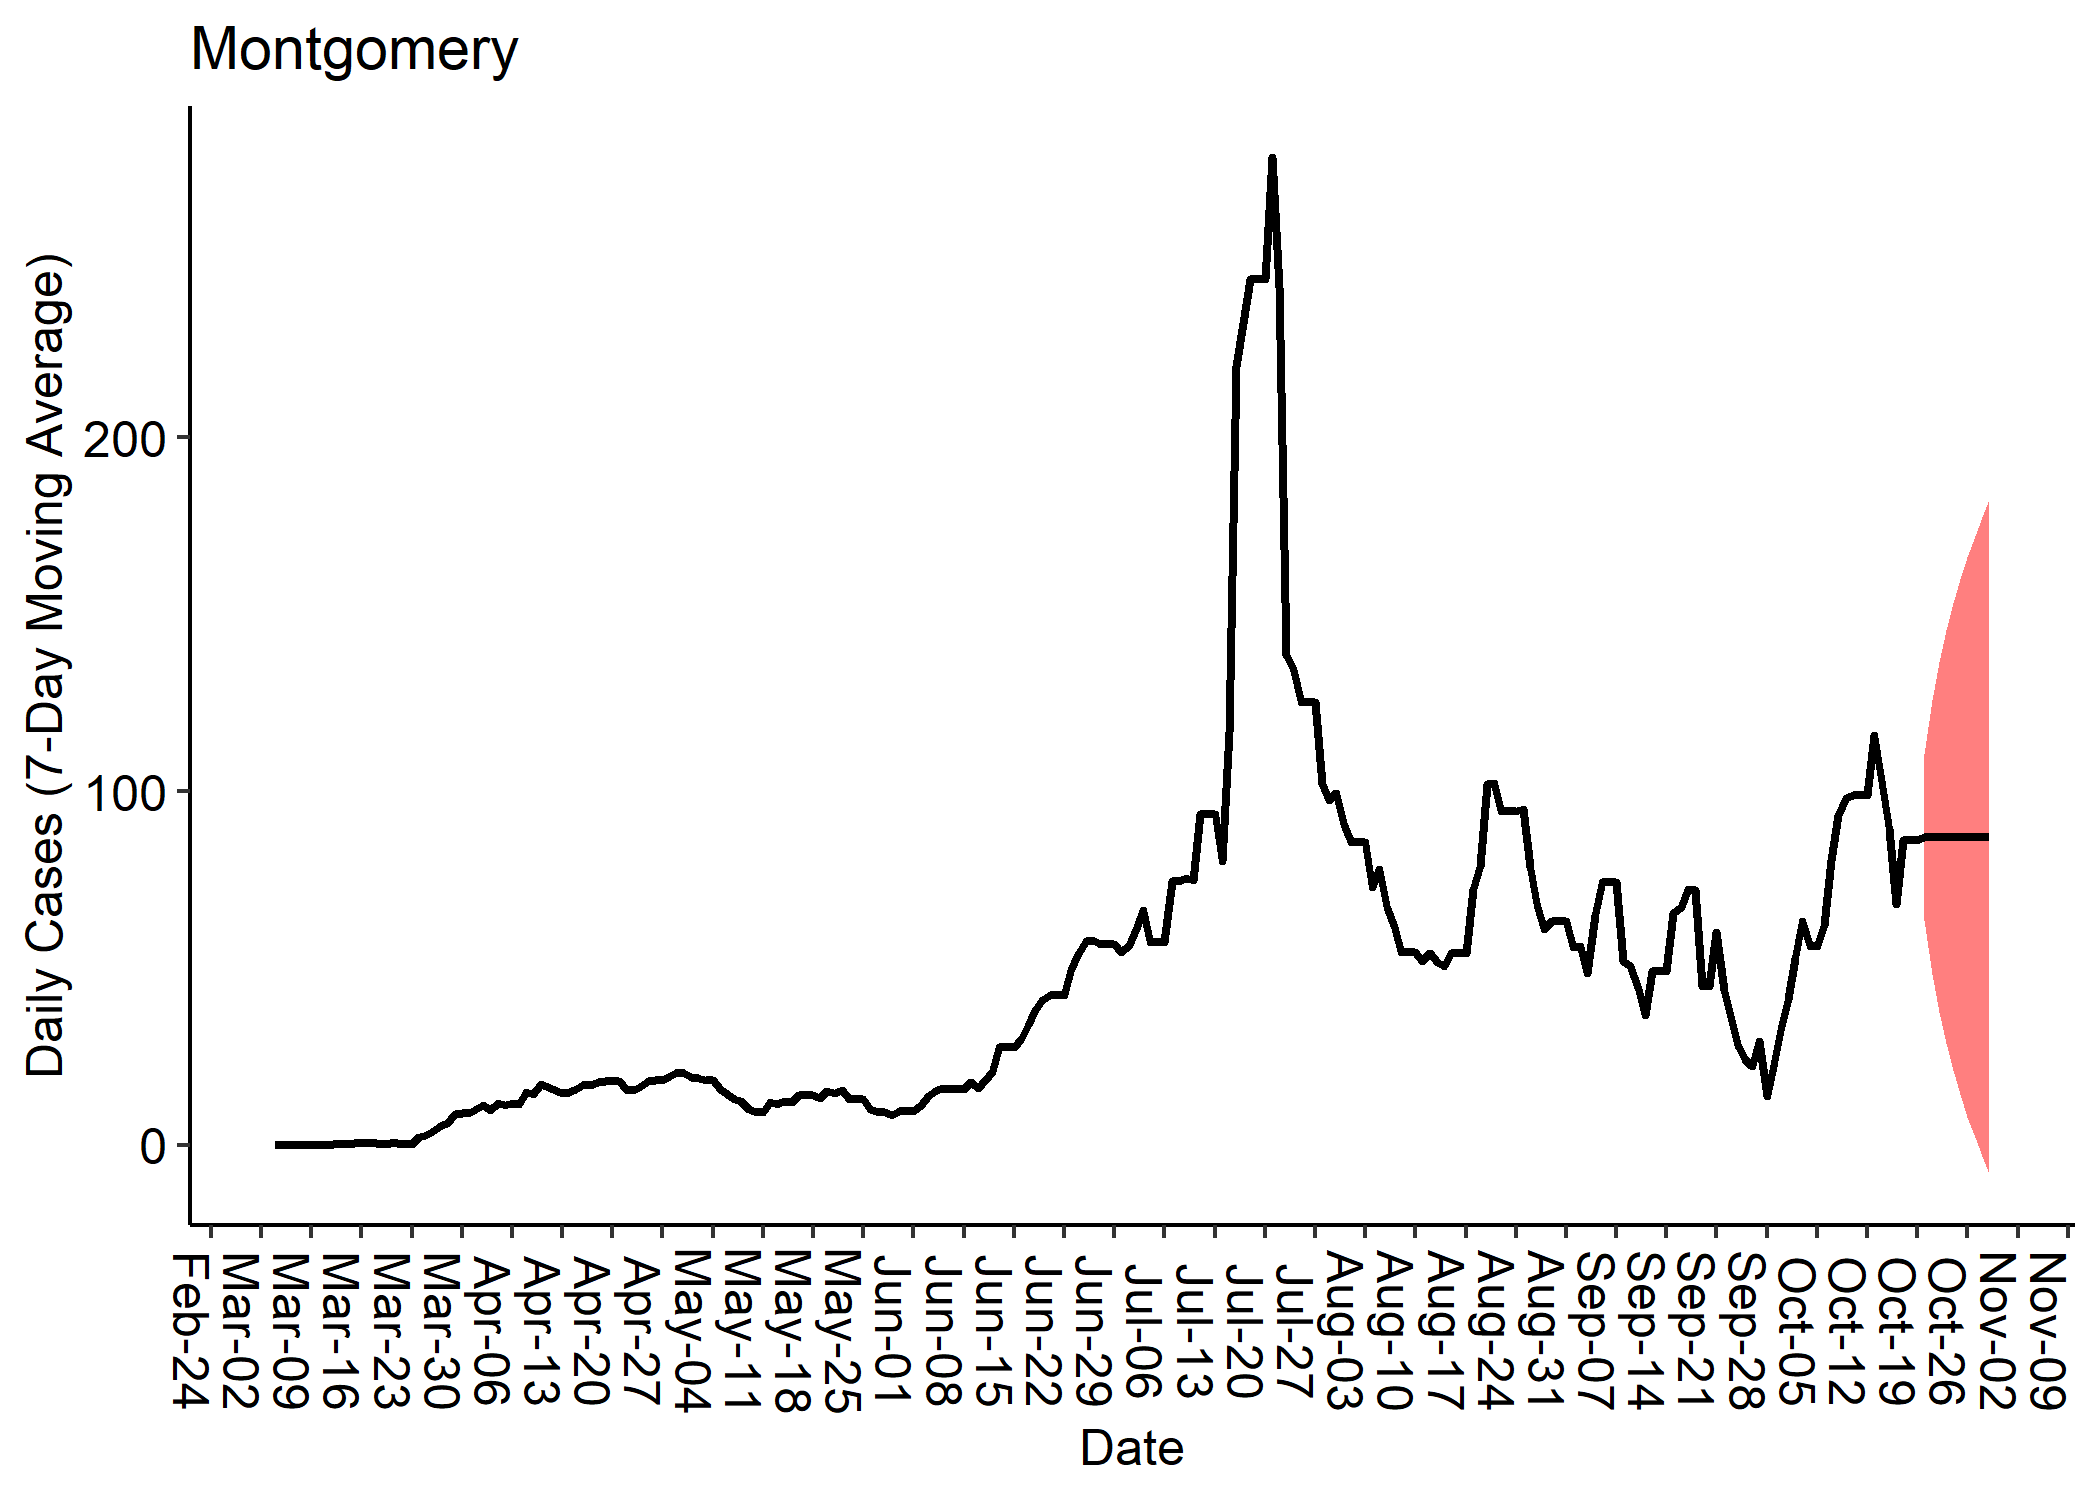 Montgomery
Daily Cases (7-Day Moving Average)
200
100
0
Feb-24
Mar-02
Mar-09
Mar-16
Mar-23
Mar-30
Apr-06
Apr-13
Apr-20
Apr-27
May-04
May-11
May-18
May-25
Jun-01
Jun-08
Jun-15
Jun-22
Jun-29
Jul-06
Jul-13
Jul-20
Jul-27
Aug-03
Aug-10
Aug-17
Aug-24
Aug-31
Sep-07
Sep-14
Sep-21
Sep-28
Oct-05
Oct-12
Oct-19
Oct-26
Nov-02
Nov-09
Date